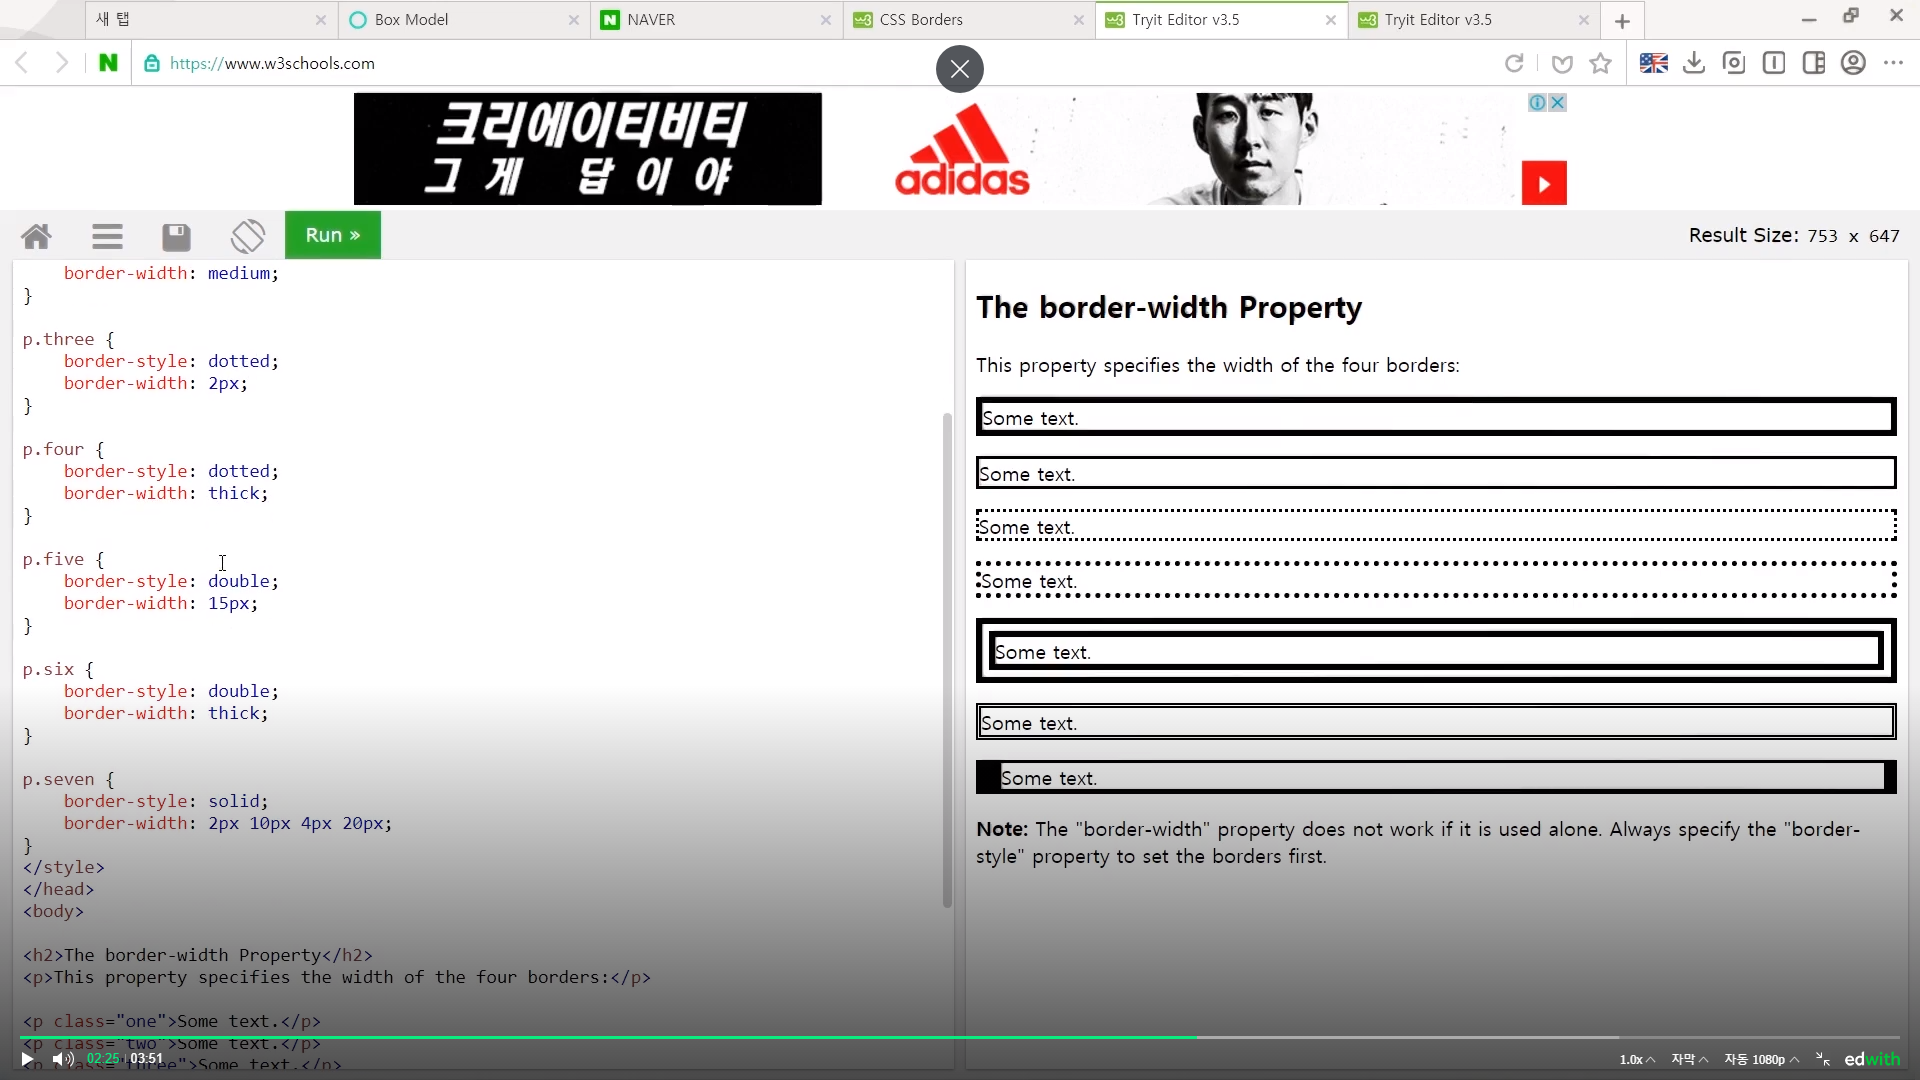 새 탭
Box Model
NAVER
CSS Borders
Tryit Editor v3.5
Tryit Editor v3.5
https://www.w3schools.com
크리에이티비티
그게 답이야
adidas
Run »
Result Size: 753 x 647
border-width: medium;
}
p.three {
border-style: dotted;
border-width: 2px;
}
p.four {
border-style: dotted;
border-width: thick;
}
p.five {
border-style: double;
border-width: 15px;
}
p.six {
border-style: double;
border-width: thick;
}
p.seven {
border-style: solid;
border-width: 2px 10px 4px 20px;
}
</style>
</head>
<body>
<h2>The border-width Property</h2>
<p>This property specifies the width of the four borders:</p>
<p class="one">Some text.</p>
<p class="two">Some text.</p>
<p class="three">Some text.</p>
The border-width Property
This property specifies the width of the four borders:
Some text.
Some text.
Some text.
Some text.
Some text.
Some text.
Some text.
Note: The "border-width" property does not work if it is used alone. Always specify the "border-
style" property to set the borders first.
02:25 03:51
1.0x 자막 자동 1080p edwith